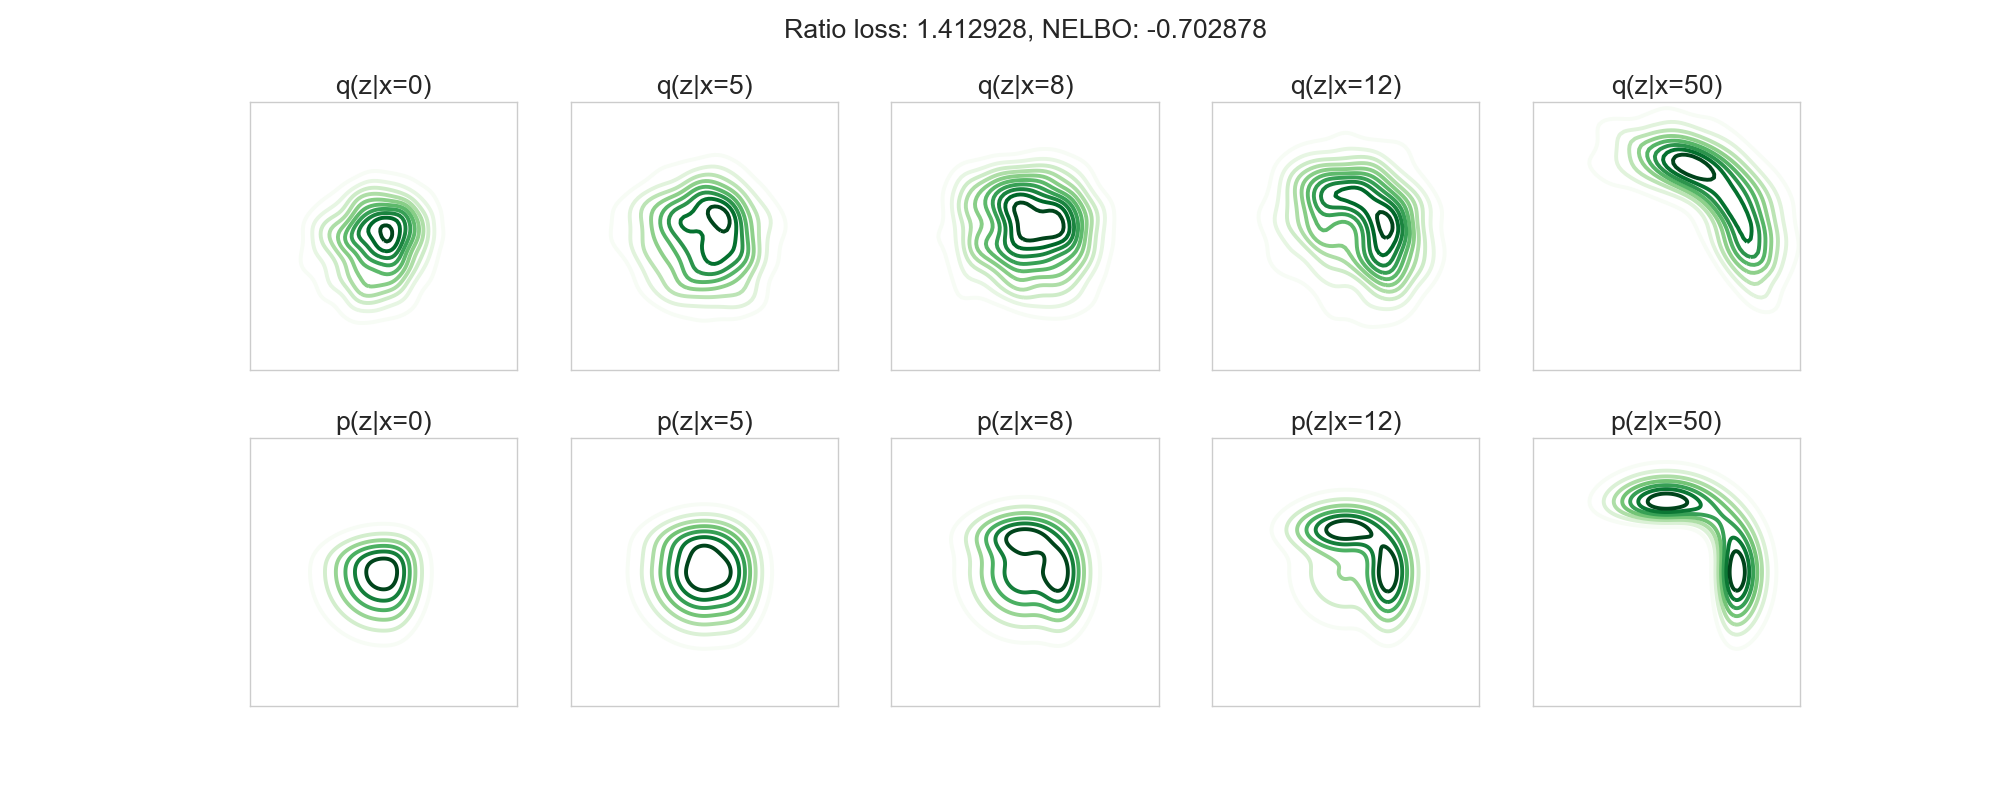 Ratio loss: 1.412928, NELBO: -0.702878
q(z|x=0) q(z|x=5) q(z|x=8) q(z|x=12) q(z|x=50)
p(z|x=0) p(z|x=5) p(z|x=8) p(z|x=12) p(z|x=50)